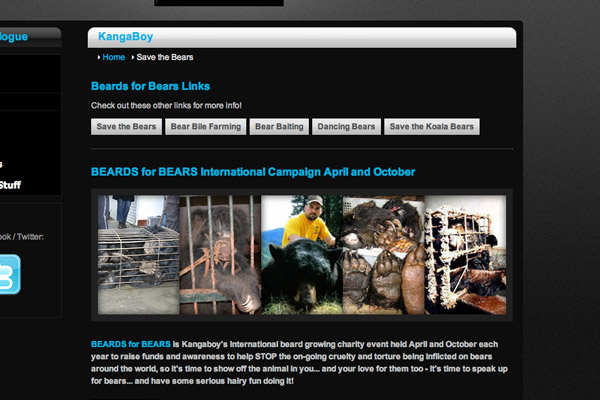 logue
KangaBoy
Home Save the Bears
Beards for Bears Links
Check out these other links for more info!
Save the Bears Bear Bile Farming Bear Baiting Dancing Bears Save the Koala Bears
s
Stuff
BEARDS for BEARS International Campaign April and October
ook / Twitter:
BEARDS for BEARS is Kangaboy's International beard growing charity event held April and October each
year to raise funds and awareness to help STOP the on-going cruelty and torture being inflicted on bears
around the world, so it's time to show off the animal in you... and your love for them too - It's time to speak up
for bears... and have some serious hairy fun doing it!